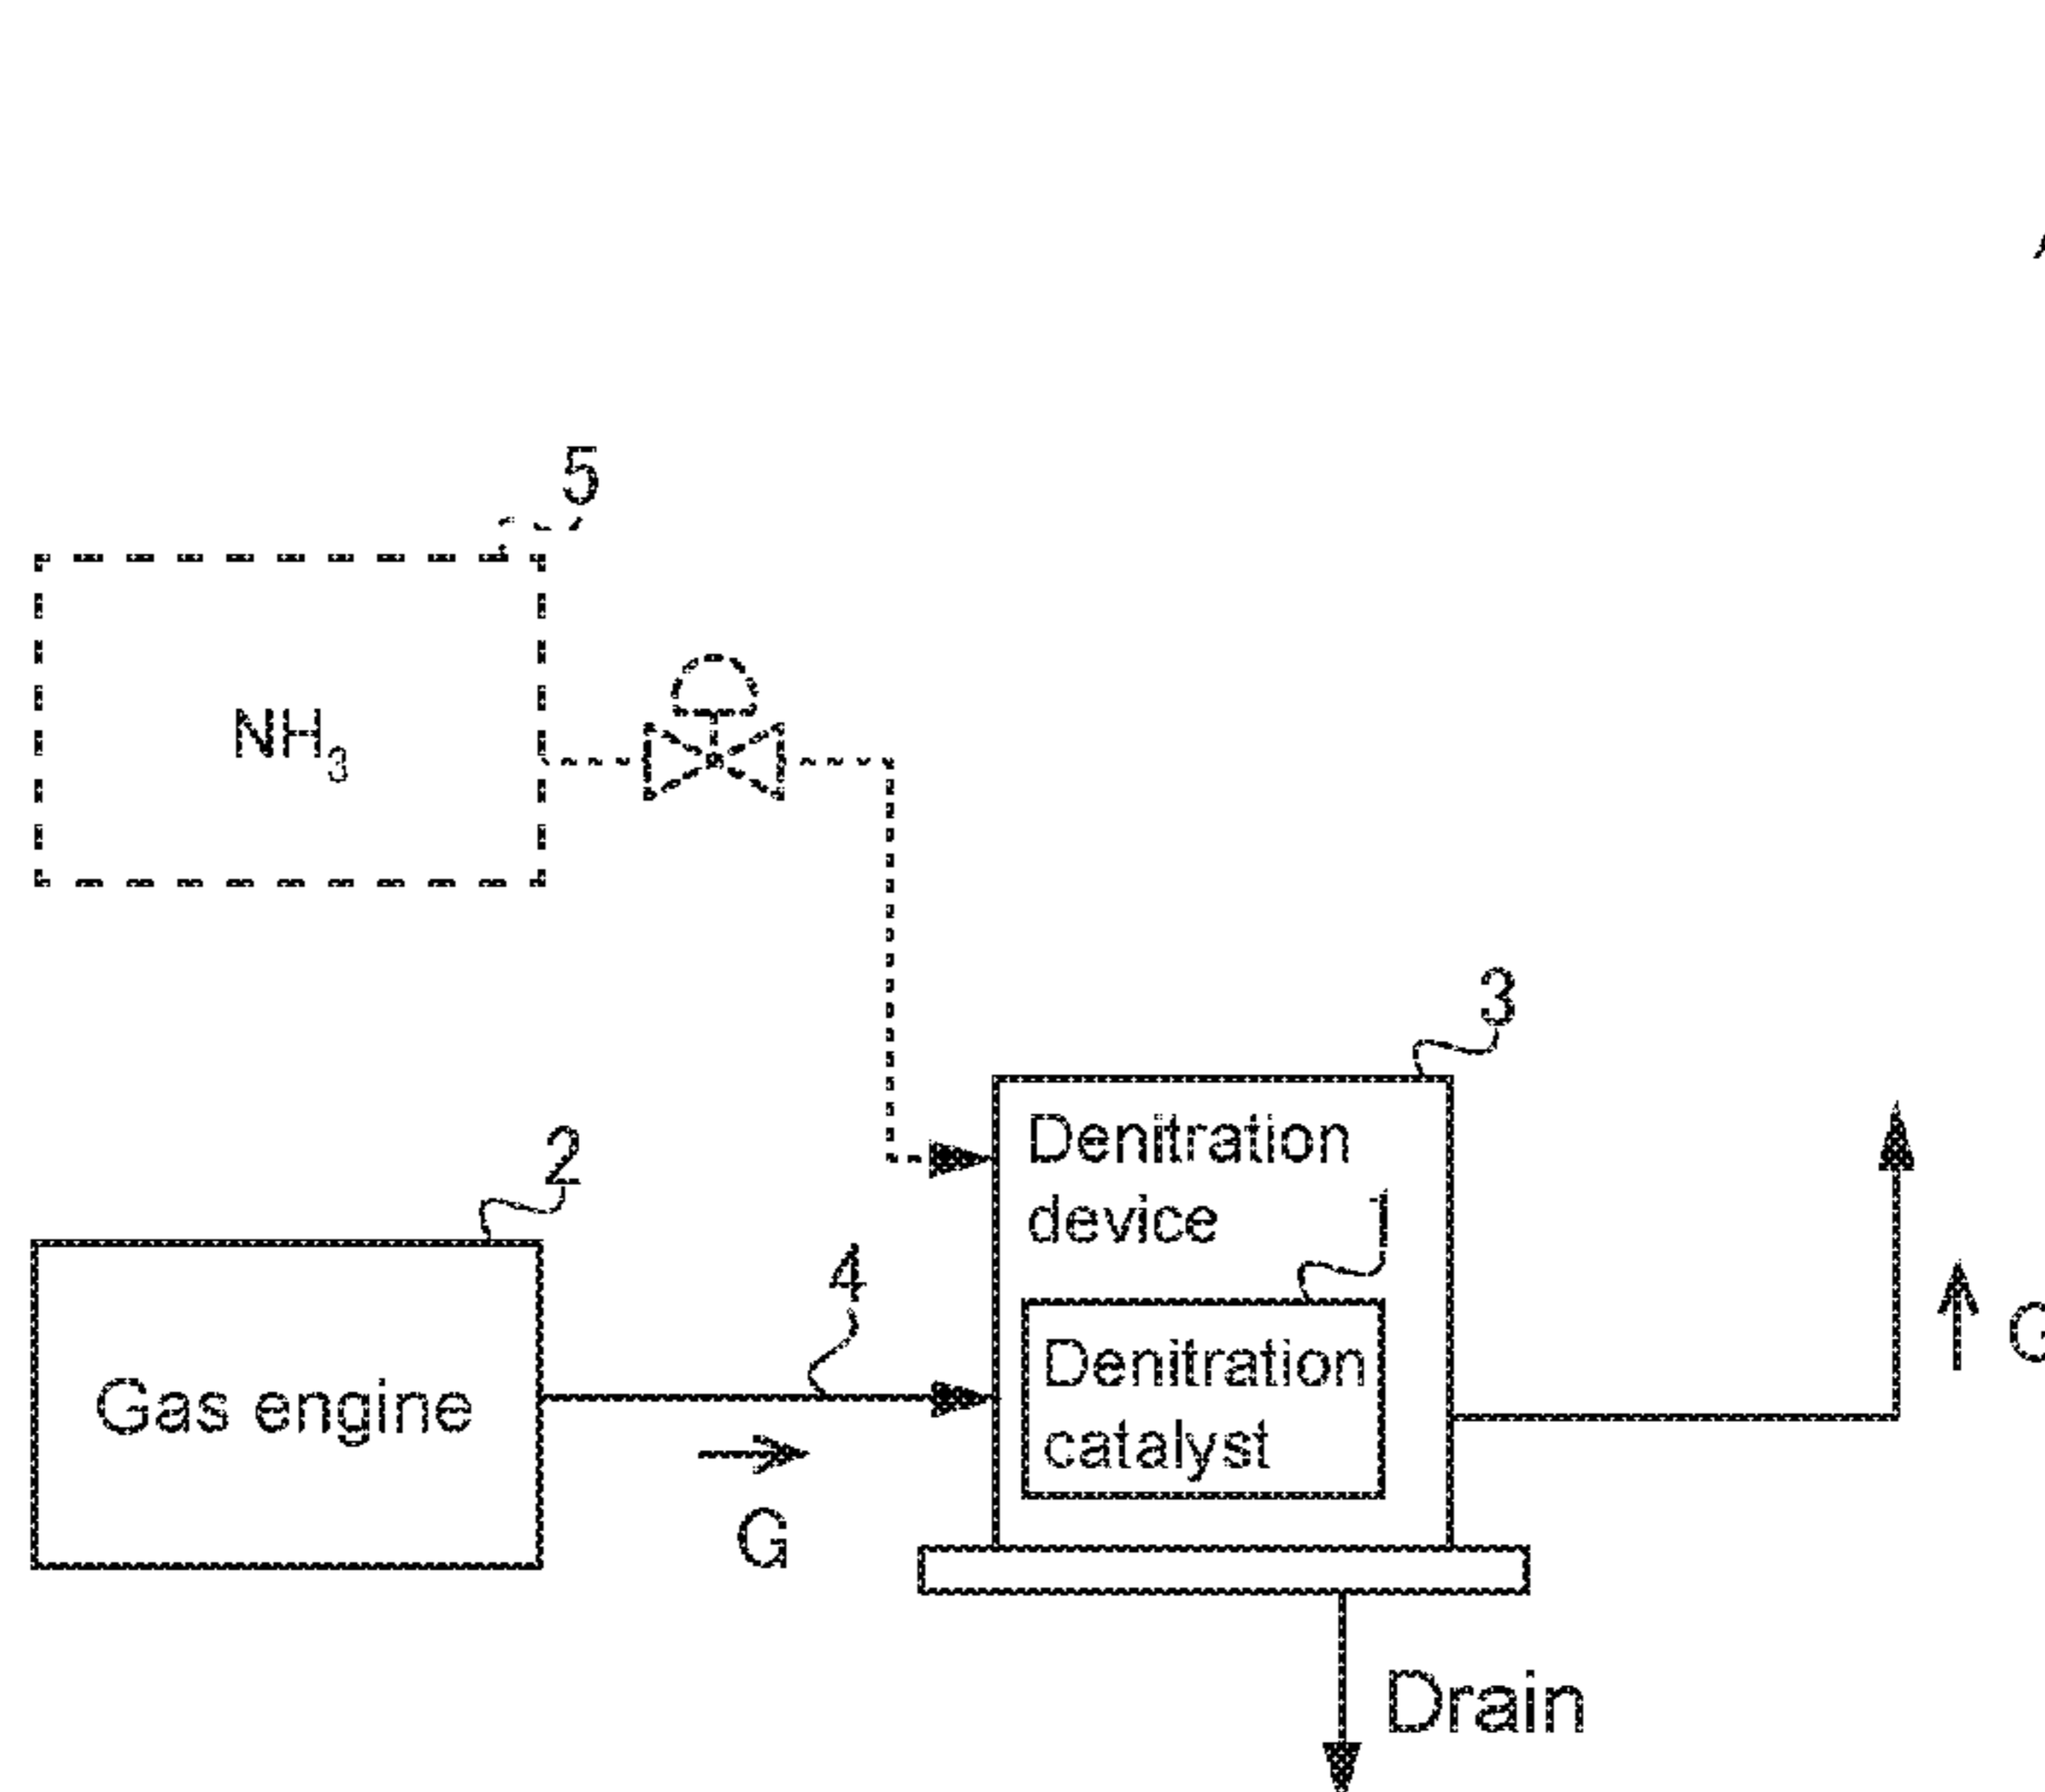 5
NH3
3
2
Denitration
device
1
4
Gas engine
Denitration
catalyst
G
G
Drain